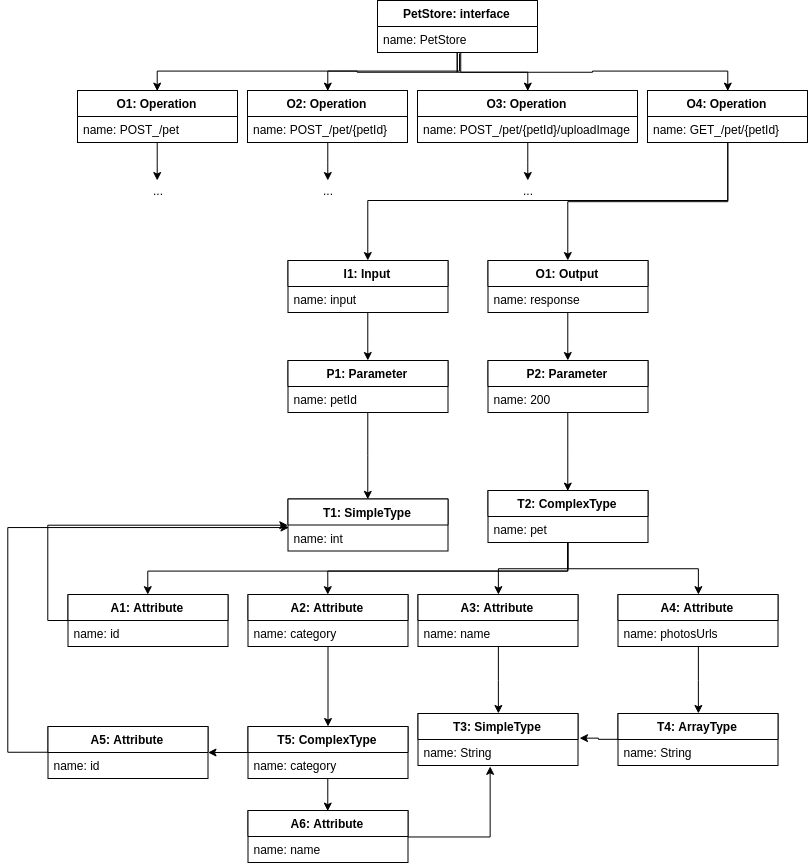 PetStore: interface
name: PetStore
O1: Operation
name: POST_/pet
O2: Operation
name: POST_/pet/{petId}
O3: Operation
name: POST_/pet/{petId}/uploadImage
O4: Operation
name: GET_/pet/{petId}
...
...
...
I1: Input
name: input
O1: Output
name: response
P1: Parameter
name: petId
P2: Parameter
name: 200
T1: SimpleType
name: int
T2: ComplexType
name: pet
A1: Attribute
name: id
A2: Attribute
name: category
A3: Attribute
name: name
A4: Attribute
name: photosUrls
A5: Attribute
name: id
T5: ComplexType
name: category
T3: SimpleType
name: String
T4: ArrayType
name: String
A6: Attribute
name: name